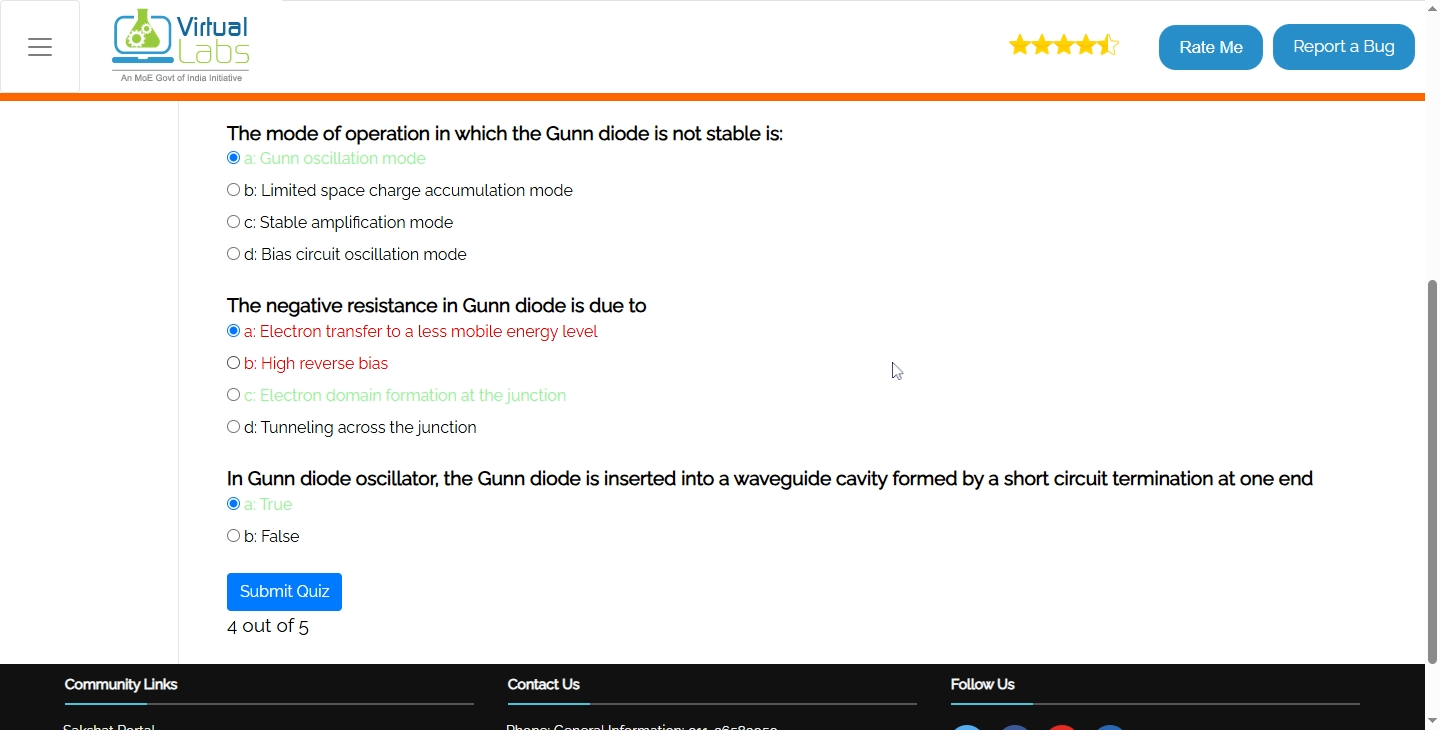 Virtual
Labs
An MoE Govt of India Initiative
Rate Me
Report a Bug
The mode of operation in which the Gunn diode is not stable is:
a: Gunn oscillation mode
b: Limited space charge accumulation mode
c: Stable amplification mode
d: Bias circuit oscillation mode
The negative resistance in Gunn diode is due to
a: Electron transfer to a less mobile energy level
b: High reverse bias
c: Electron domain formation at the junction
d: Tunneling across the junction
In Gunn diode oscillator, the Gunn diode is inserted into a waveguide cavity formed by a short circuit termination at one end
a: True
b: False
Submit Quiz
4 out of 5
Community Links
Contact Us
Follow Us
Sakshat Portal
Phone: General Information: